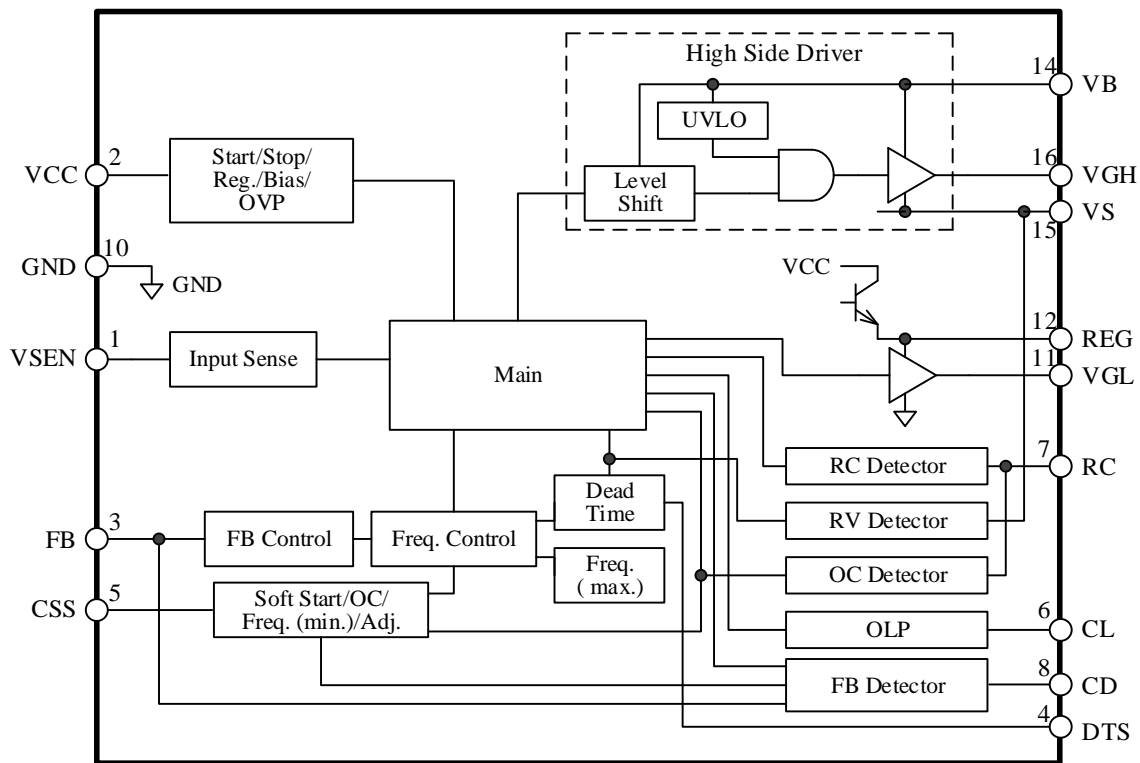 High Side Driver
14
VB
UVLO
2
VCC
Start/Stop/
Reg./Bias/
OVP
16
VGH
Level
Shift
VS
15
10
GND
GND
VCC
12
REG
1
VSEN
Input Sense
Main
11
VGL
7
RC Detector
RC
Dead
Time
3
FB
FB Control
Freq. Control
RV Detector
Freq.
( max.)
OC Detector
5
CSS
Soft Start/OC/
Freq. (min.)/Adj.
6
OLP
CL
8
FB Detector
CD
4
DTS